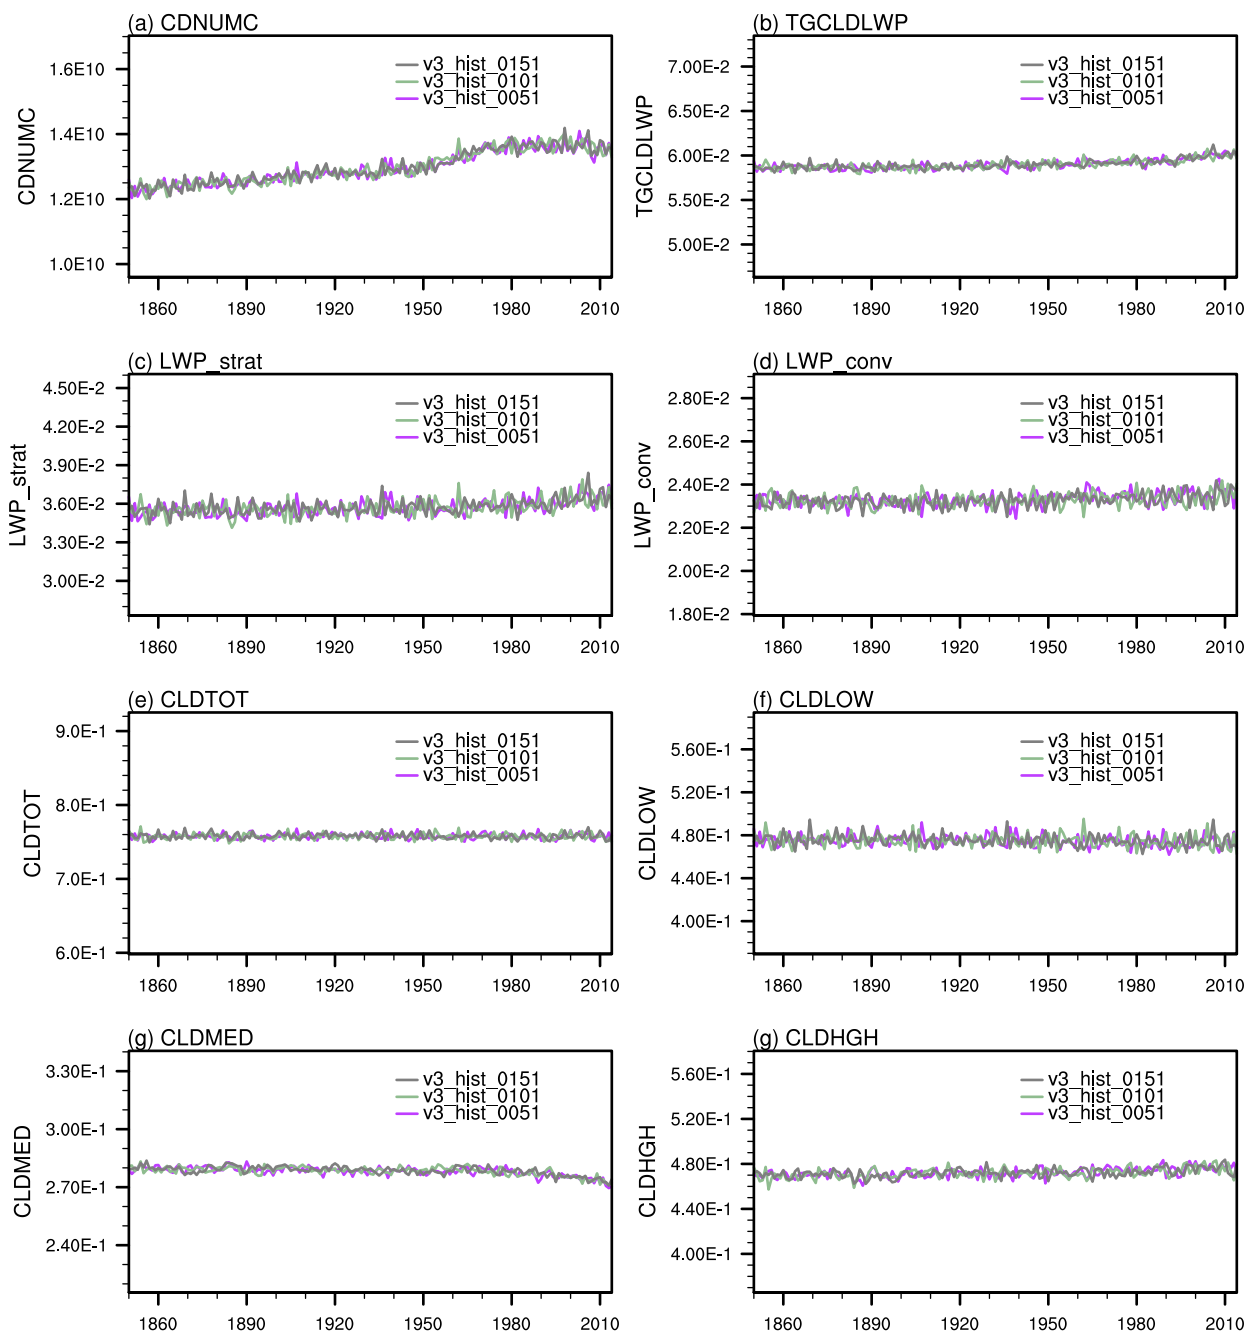 (a) CDNUMC
CDNUMC
1.6E10
1.4E10
1.2E10
1.0E10
v3_hist_0151
v3_hist_0101
v3_hist_0051
1860 1890 1920 1950 1980 2010
(b) TGCLDLWP
TGCLDLWP
7.00E-2
6.50E-2
6.00E-2
5.50E-2
5.00E-2
v3_hist_0151
v3_hist_0101
v3_hist_0051
1860 1890 1920 1950 1980 2010
(c) LWP_strat
LWP_strat
4.50E-2
4.20E-2
3.90E-2
3.60E-2
3.30E-2
3.00E-2
v3_hist_0151
v3_hist_0101
v3_hist_0051
1860 1890 1920 1950 1980 2010
(d) LWP_conv
LWP_conv
2.80E-2
2.60E-2
2.40E-2
2.20E-2
2.00E-2
1.80E-2
v3_hist_0151
v3_hist_0101
v3_hist_0051
1860 1890 1920 1950 1980 2010
(e) CLDTOT
CLDTOT
9.0E-1
8.0E-1
7.0E-1
6.0E-1
v3_hist_0151
v3_hist_0101
v3_hist_0051
1860 1890 1920 1950 1980 2010
(f) CLDLOW
CLDLOW
5.60E-1
5.20E-1
4.80E-1
4.40E-1
4.00E-1
v3_hist_0151
v3_hist_0101
v3_hist_0051
1860 1890 1920 1950 1980 2010
(g) CLDMED
CLDMED
3.30E-1
3.00E-1
2.70E-1
2.40E-1
v3_hist_0151
v3_hist_0101
v3_hist_0051
1860 1890 1920 1950 1980 2010
(g) CLDHGH
CLDHGH
5.60E-1
5.20E-1
4.80E-1
4.40E-1
4.00E-1
v3_hist_0151
v3_hist_0101
v3_hist_0051
1860 1890 1920 1950 1980 2010